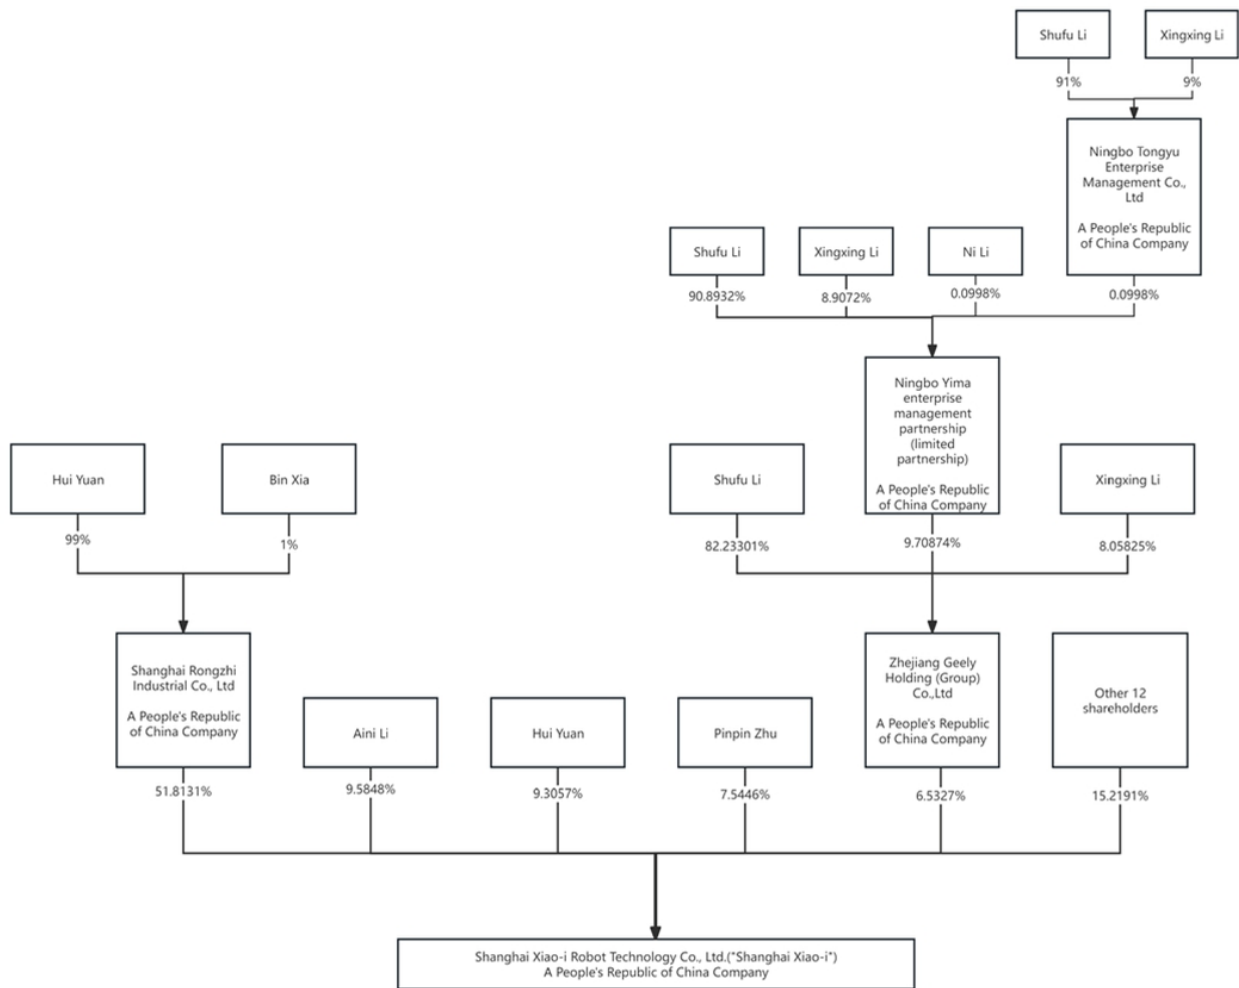 Shufu Li
Xingxing Li
91%
9%
Ningbo Tongyu
Enterprise
Management Co.,
Ltd
A People's Republic
of China Company
Shufu Li
Xingxing Li
Ni Li
90.8932%
8.9072%
0.0998%
0.0998%
Ningbo Yima
enterprise
management
partnership
(limited
partnership)
A People's Republic
of China Company
Hui Yuan
Bin Xia
Shufu Li
Xingxing Li
99%
1%
82.23301%
9.70874%
8.05825%
Shanghai Rongzhi
Industrial Co., Ltd
A People's Republic
of China Company
Aini Li
Hui Yuan
Pinpin Zhu
Zhejiang Geely
Holding (Group)
Co.,Ltd
A People's Republic
of China Company
Other 12
shareholders
51.8131%
9.5848%
9.3057%
7.5446%
6.5327%
15.2191%
Shanghai Xiao-i Robot Technology Co., Ltd.("Shanghai Xiao-i")
A People's Republic of China Company